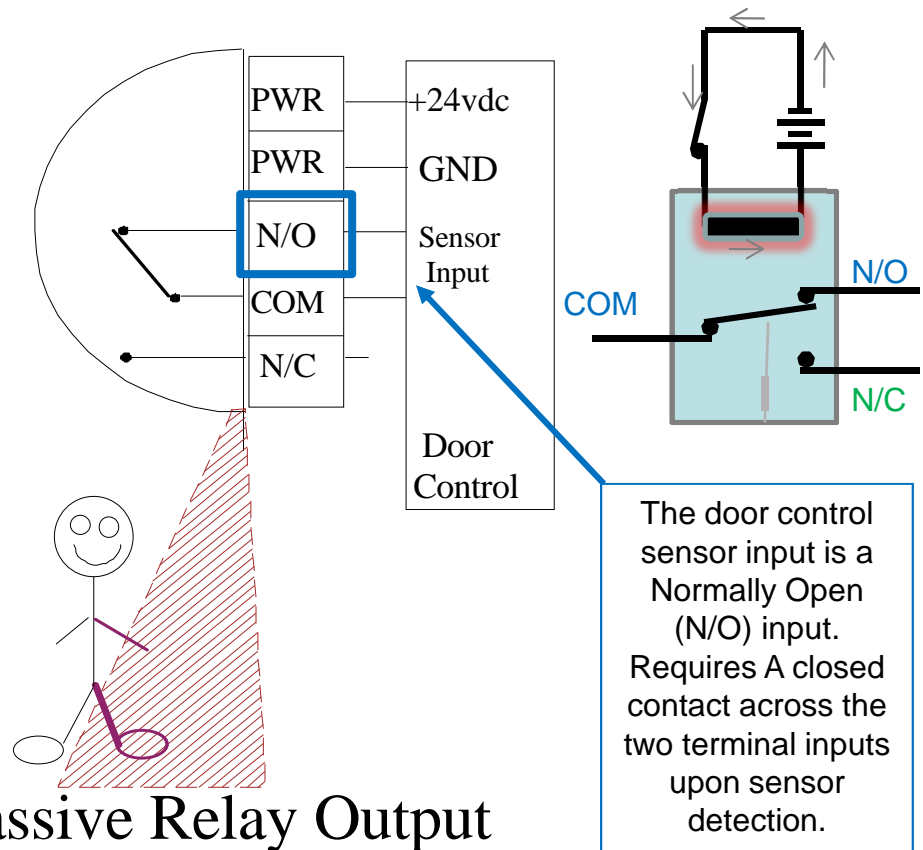 PWR
+24vdc
PWR
GND
N/O
Sensor
Input
COM
N/C
Door
Control
COM
N/O
N/C
The door control
sensor input is a
Normally Open
(N/O) input.
Requires A closed
contact across the
two terminal inputs
upon sensor
detection.
assive Relay Output